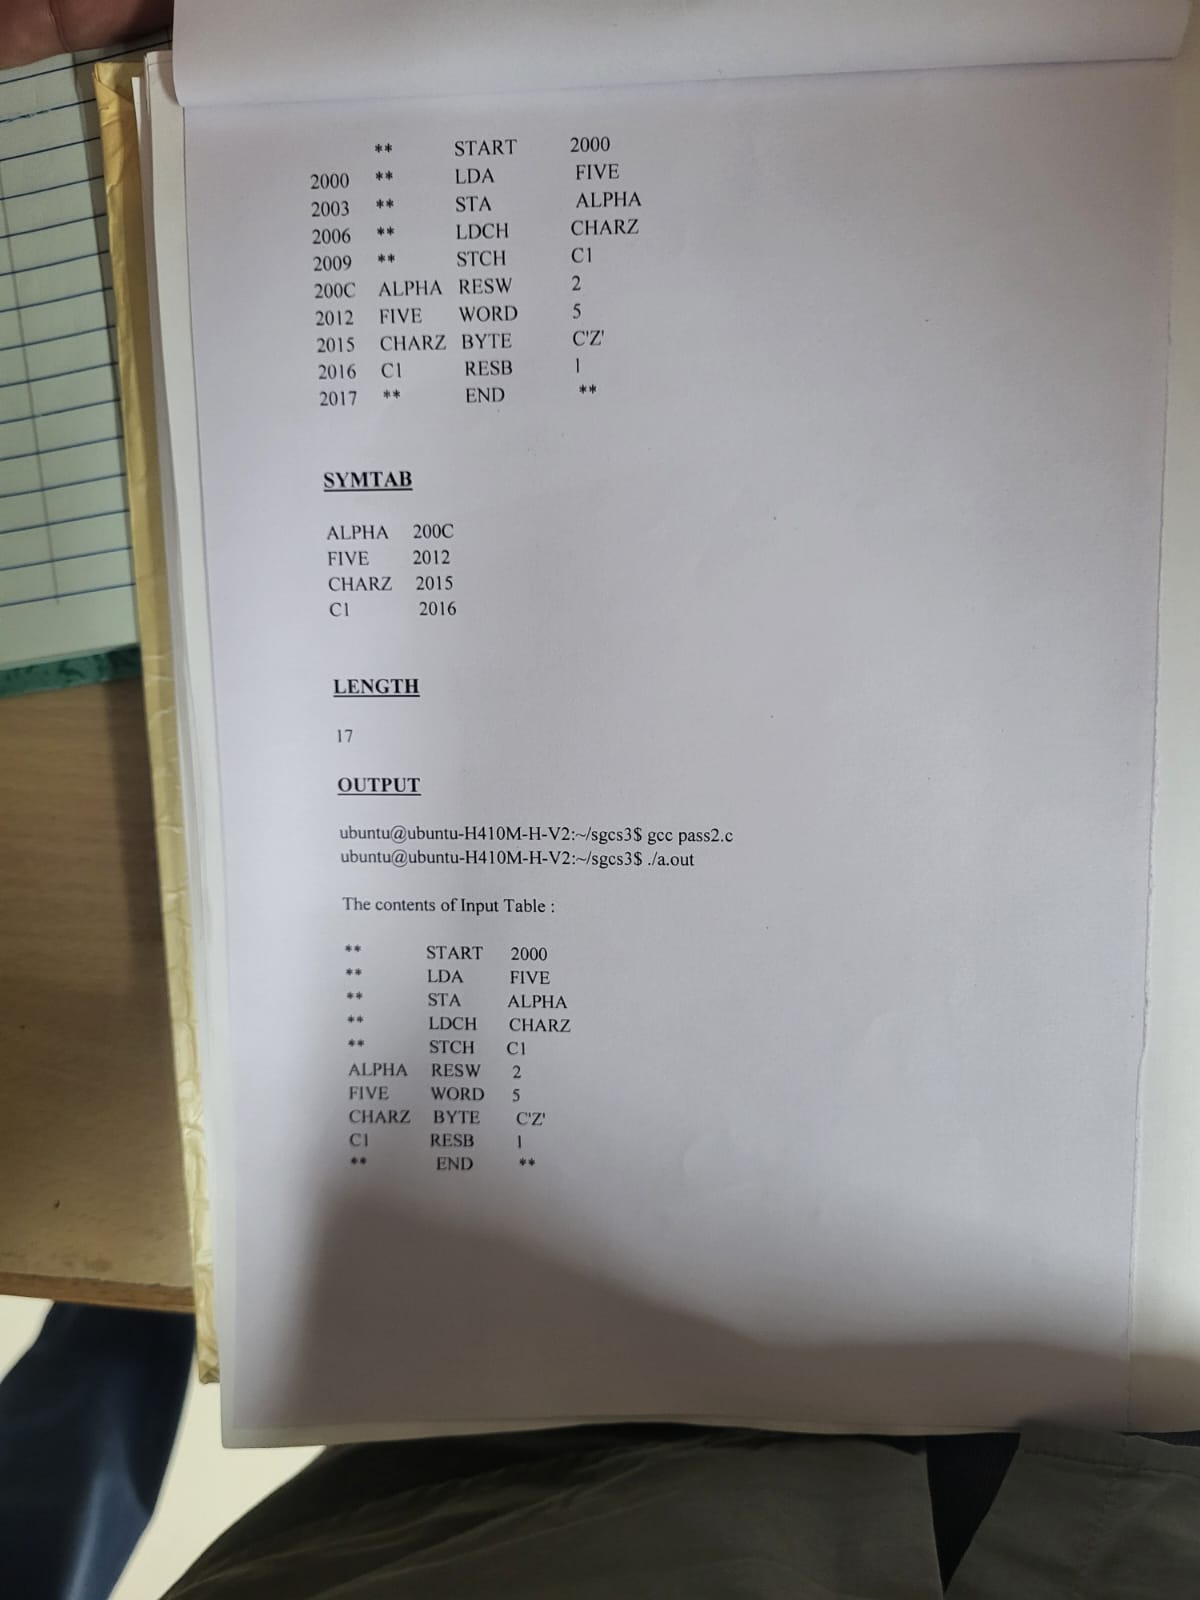 ** START 2000
2000 ** LDA FIVE
2003 ** STA ALPHA
2006 ** LDCH CHARZ
2009 ** STCH C1
200C ALPHA RESW 2
2012 FIVE WORD 5
2015 CHARZ BYTE C'Z'
2016 C1 RESB 1
2017 ** END **
SYMTAB
ALPHA 200C
FIVE 2012
CHARZ 2015
C1 2016
LENGTH
17
OUTPUT
ubuntu@ubuntu-H410M-H-V2:~/sgcs3$ gcc pass2.c
ubuntu@ubuntu-H410M-H-V2:~/sgcs3$ ./a.out
The contents of Input Table :
** START 2000
** LDA FIVE
** STA ALPHA
** LDCH CHARZ
** STCH C1
ALPHA RESW 2
FIVE WORD 5
CHARZ BYTE C'Z'
C1 RESB 1
** END **